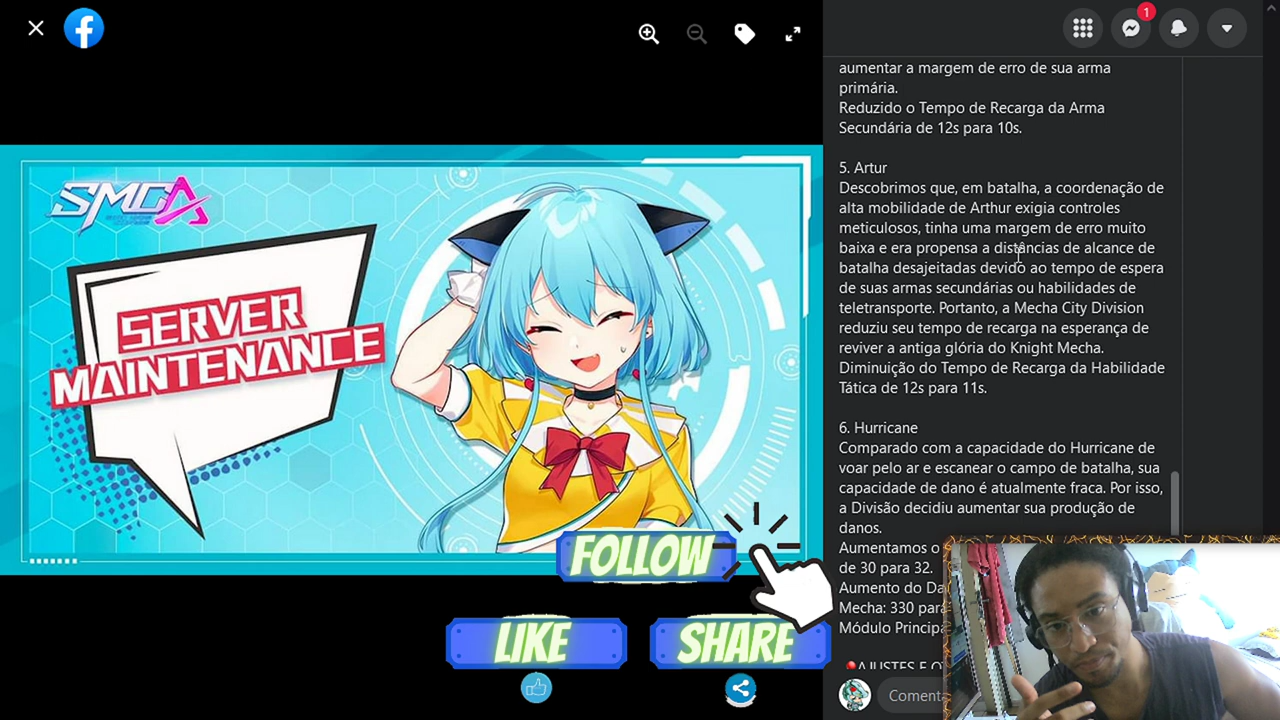 1
SMGA
SERVER
MAINTENANCE
FOLLOW
LIKE
SHARE
aumentar a margem de erro de sua arma
primária.
Reduzido o Tempo de Recarga da Arma
Secundária de 12s para 10s.
5. Artur
Descobrimos que, em batalha, a coordenação de
alta mobilidade de Arthur exigia controles
meticulosos, tinha uma margem de erro muito
baixa e era propensa a distâncias de alcance de
batalha desajeitadas devido ao tempo de espera
de suas armas secundárias ou habilidades de
teletransporte. Portanto, a Mecha City Division
reduziu seu tempo de recarga na esperança de
reviver a antiga glória do Knight Mecha.
Diminuição do Tempo de Recarga da Habilidade
Tática de 12s para 11s.
6. Hurricane
Comparado com a capacidade do Hurricane de
voar pelo ar e escanear o campo de batalha, sua
capacidade de dano é atualmente fraca. Por isso,
a Divisão decidiu aumentar sua produção de
danos.
Aumentamos o
de 30 para 32.
Aumento do Da
Mecha: 330 para
Módulo Principa
AJUSTES E O
Comenta